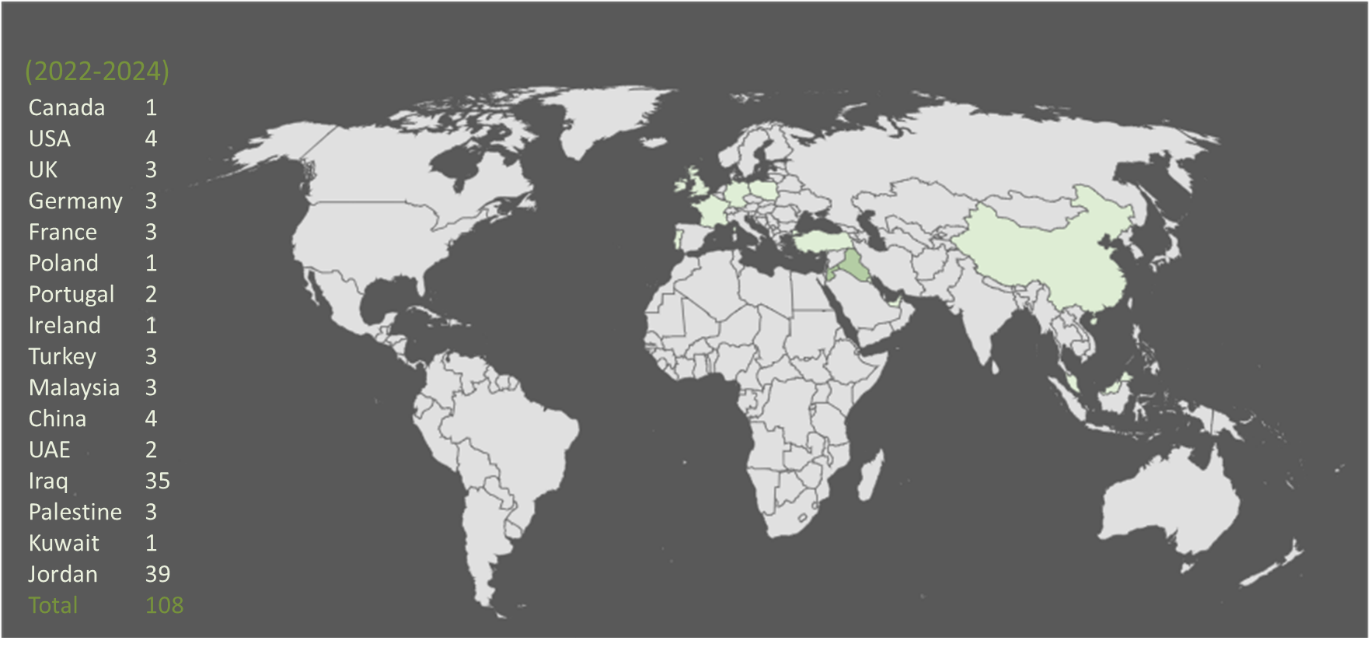 (2022-2024)
Canada 1
USA 4
UK 3
Germany 3
France 3
Poland 1
Portugal 2
Ireland 1
Turkey 3
Malaysia 3
China 4
UAE 2
Iraq 35
Palestine 3
Kuwait 1
Jordan 39
Total 108